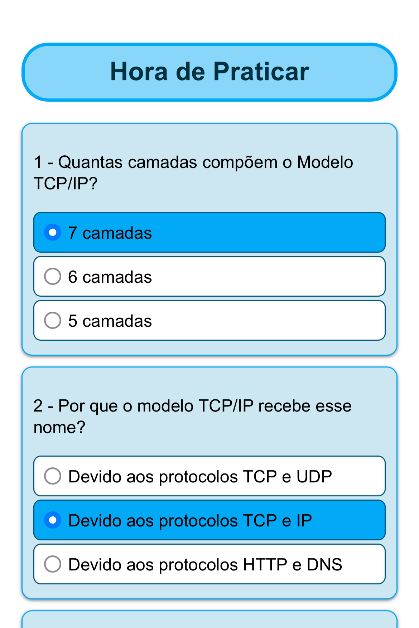 Hora de Praticar
1 - Quantas camadas compõem o Modelo
TCP/IP?
7 camadas
6 camadas
5 camadas
2 - Por que o modelo TCP/IP recebe esse
nome?
Devido aos protocolos TCP e UDP
Devido aos protocolos TCP e IP
Devido aos protocolos HTTP e DNS